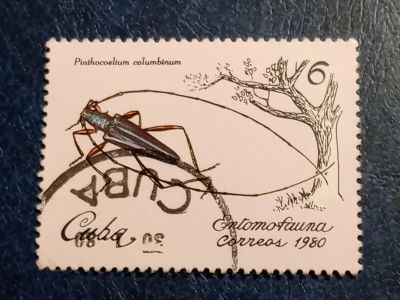 Pinthocoelium columbinum
6
CUBA
Cuba
Entomofauna
Correos 1980